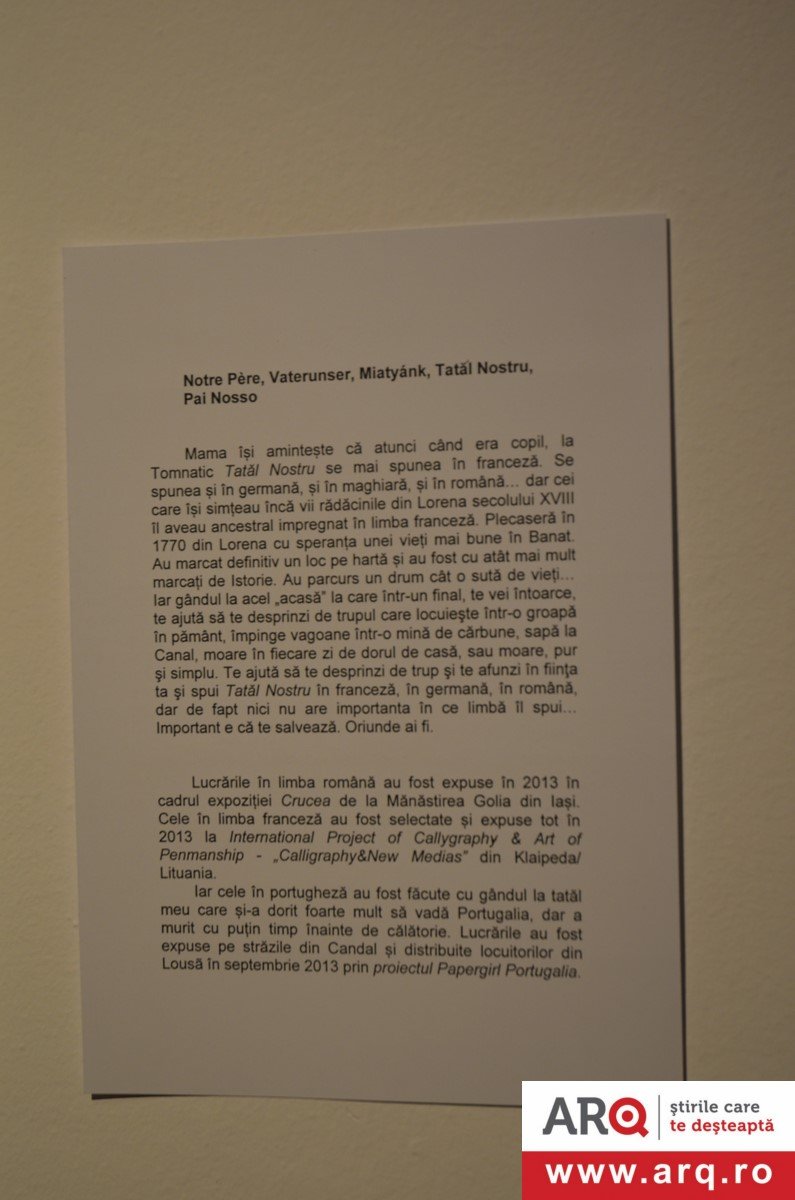 Notre Père, Vaterunser, Miatyánk, Tatăl Nostru,
Pai Nosso
Mama își amintește că atunci când era copil, la
Tomnatic Tatăl Nostru se mai spunea în franceză. Se
spunea și în germană, și în maghiară, și în română... dar cei
care își simțeau încă vii rădăcinile din Lorena secolului XVIII
îl aveau ancestral impregnat în limba franceză. Plecaseră în
1770 din Lorena cu speranța unei vieți mai bune în Banat.
Au marcat definitiv un loc pe hartă și au fost cu atât mai mult
marcați de Istorie. Au parcurs un drum cât o sută de vieți...
Iar gândul la acel „acasă” la care într-un final, te vei întoarce,
te ajută să te desprinzi de trupul care locuiește într-o groapă
în pământ, împinge vagoane într-o mină de cărbune, sapă la
Canal, moare în fiecare zi de dorul de casă, sau moare, pur
şi simplu. Te ajută să te desprinzi de trup şi te afunzi în fiinţa
ta şi spui Tatăl Nostru în franceză, în germană, în română,
dar de fapt nici nu are importanta în ce limbă îl spui...
Important e că te salvează. Oriunde ai fi.
Lucrările în limba română au fost expuse în 2013 în
cadrul expoziției Crucea de la Mănăstirea Golia din Iași.
Cele în limba franceză au fost selectate și expuse tot în
2013 la International Project of Callygraphy & Art of
Penmanship - „Calligraphy&New Medias” din Klaipeda/
Lituania.
Iar cele în portugheză au fost făcute cu gândul la tatăl
meu care și-a dorit foarte mult să vadă Portugalia, dar a
murit cu puțin timp înainte de călătorie. Lucrările au fost
expuse pe străzile din Candal și distribuite locuitorilor din
Lousã în septembrie 2013 prin proiectul Papergirl Portugalia.
ARQ
ştirile care
te deşteaptă
www.arq.ro